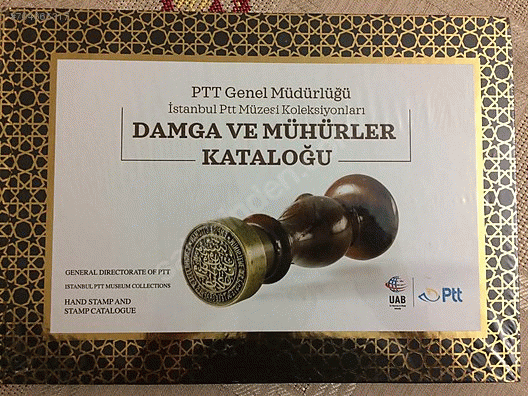 PTT Genel Müdürlüğü
İstanbul Ptt Müzesi Koleksiyonları
DAMGA VE MÜHÜRLER
KATALOĞU
GENERAL DIRECTORATE OF PTT
ISTANBUL PTT MUSEUM COLLECTIONS
HAND STAMP AND
STAMP CATALOGUE
UAB
Ptt